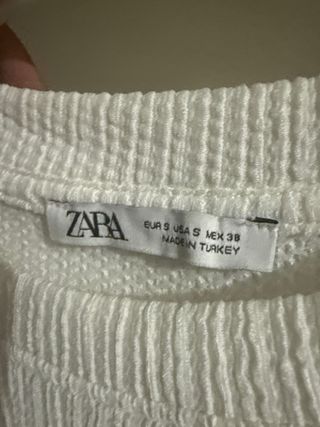 ZARA
EUR S USA S MEX 38
MADE IN TURKEY